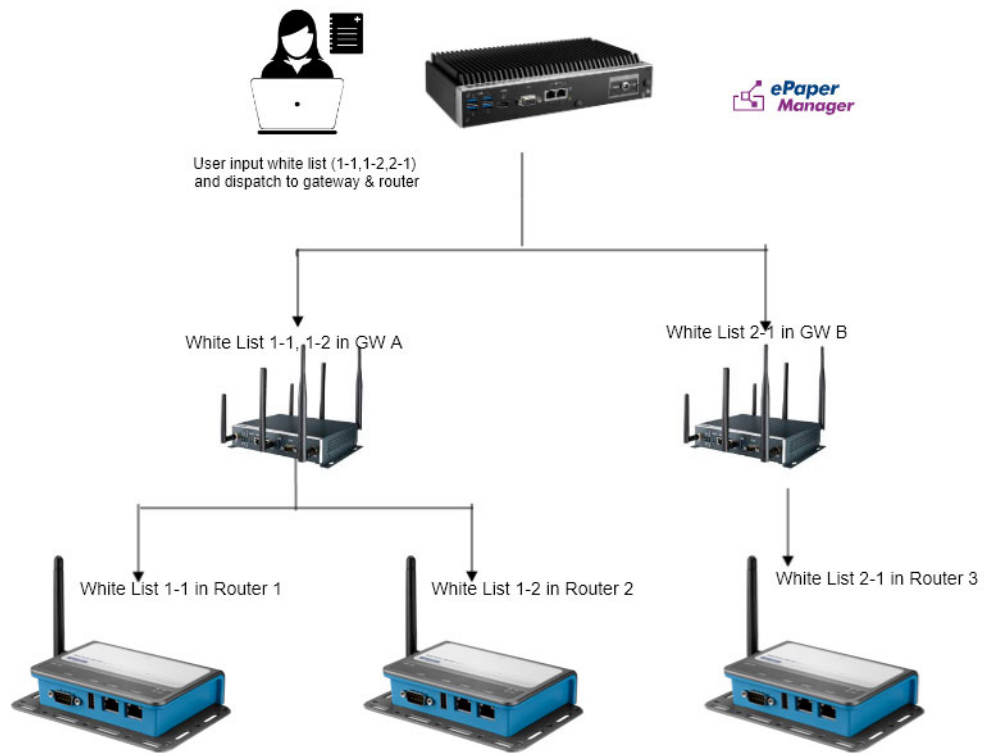 ePaper
Manager
User input white list (1-1,1-2,2-1)
and dispatch to gateway & router
White List 1-1, 1-2 in GW A
White List 2-1 in GW B
White List 1-1 in Router 1
White List 1-2 in Router 2
White List 2-1 in Router 3